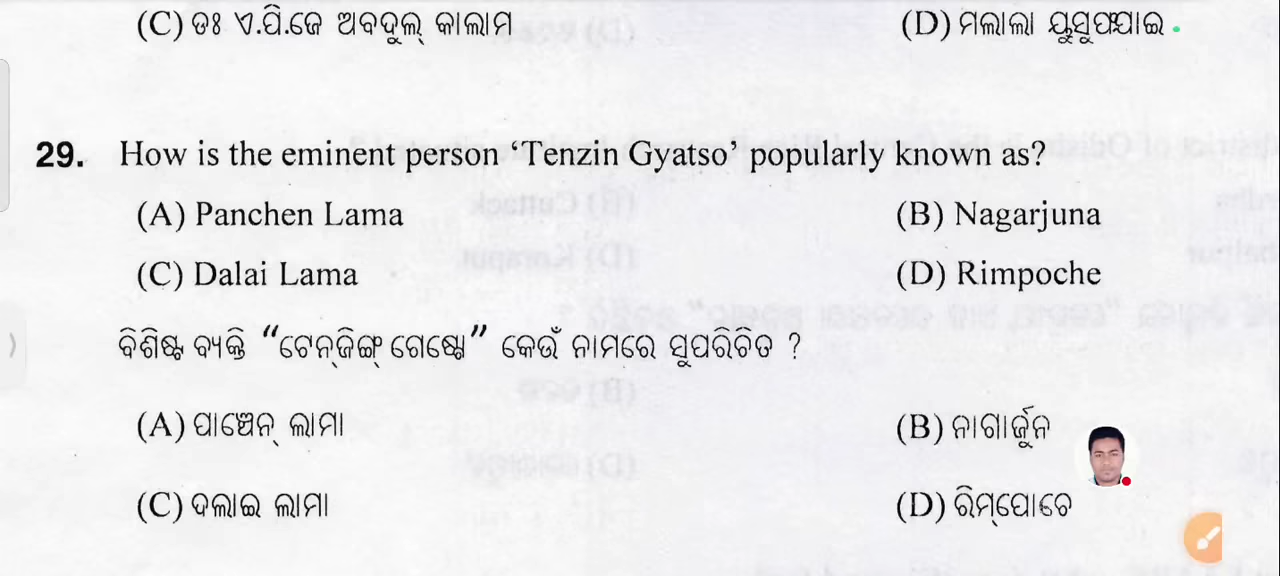 (C) ଡଃ ଏ.ପି.ଜେ ଅବଦୁଲ୍ କାଲାମ (D) ମଲାଲା ୟୁସୁଫ୍‌ଯାଇ
29. How is the eminent person ‘Tenzin Gyatso’ popularly known as?
(A) Panchen Lama (B) Nagarjuna
(C) Dalai Lama (D) Rimpoche
ବିଶିଷ୍ଟ ବ୍ୟକ୍ତି “ଟେନ୍‌ଜିଙ୍ଗ୍ ଗେଷ୍ଟୋ” କେଉଁ ନାମରେ ସୁପରିଚିତ ?
(A) ପାଞ୍ଚେନ୍ ଲାମା (B) ନାଗାର୍ଜୁନ
(C) ଦଲାଇ ଲାମା (D) ରିମ୍‌ପୋଚେ